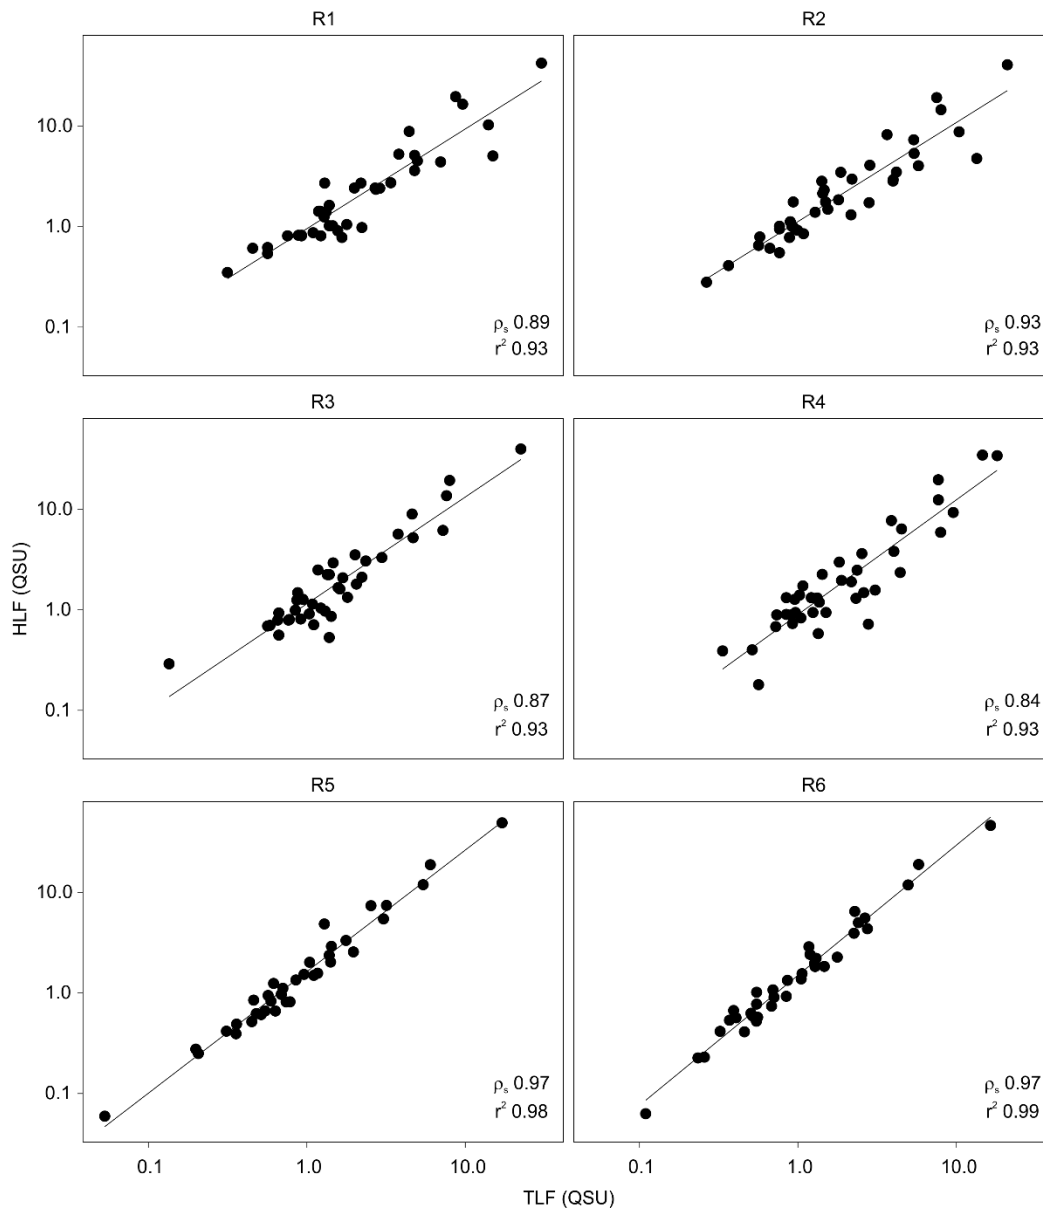 R1
R2
10.0
1.0
0.1
ρs 0.89
r² 0.93
ρs 0.93
r² 0.93
R3
R4
HLF (QSU)
10.0
1.0
0.1
ρs 0.87
r² 0.93
ρs 0.84
r² 0.93
R5
R6
10.0
1.0
0.1
ρs 0.97
r² 0.98
ρs 0.97
r² 0.99
0.1 1.0 10.0 0.1 1.0 10.0
TLF (QSU)